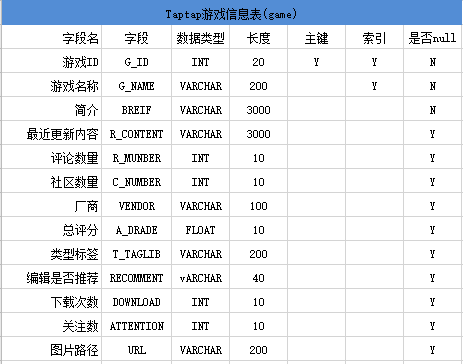 Taptap游戏信息表(game)
字段名 字段 数据类型 长度 主键 索引 是否null
游戏ID G_ID INT 20 Y Y N
游戏名称 G_NAME VARCHAR 200 Y N
简介 BREIF VARCHAR 3000 N
最近更新内容 R_CONTENT VARCHAR 3000 Y
评论数量 R_MUNBER INT 10 Y
社区数量 C_NUMBER INT 10 Y
厂商 VENDOR VARCHAR 100 Y
总评分 A_DRADE FLOAT 10 Y
类型标签 T_TAGLIB VARCHAR 200 Y
编辑是否推荐 RECOMMENT vARCHAR 40 Y
下载次数 DOWNLOAD INT 10 Y
关注数 ATTENTION INT 10 Y
图片路径 URL VARCHAR 200 Y